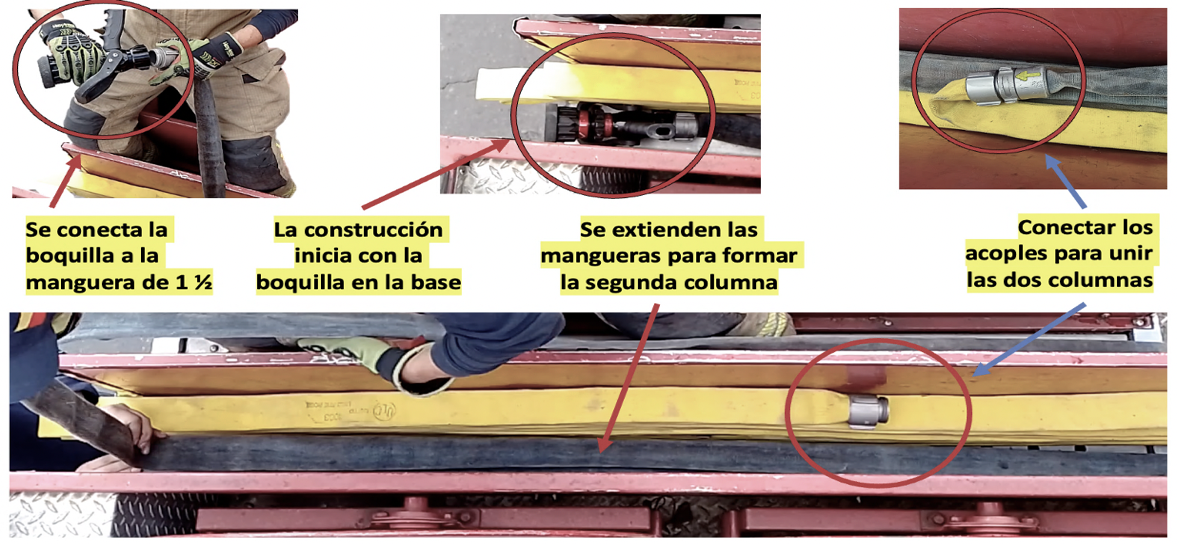 Se conecta la
boquilla a la
manguera de 1 ½
La construcción
inicia con la
boquilla en la base
Se extienden las
mangueras para formar
la segunda columna
Conectar los
acoples para unir
las dos columnas